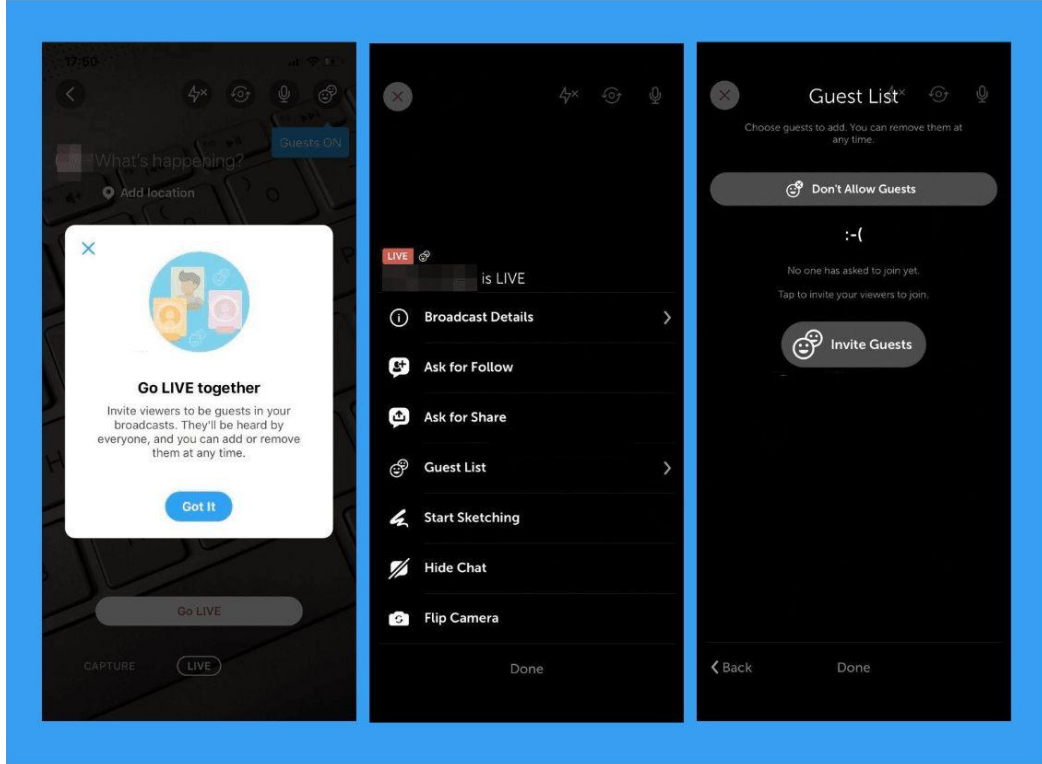 17:50
Guests ON
What's happening?
Add location
Go LIVE together
Invite viewers to be guests in your
broadcasts. They'll be heard by
everyone, and you can add or remove
them at any time.
Got It
Go LIVE
CAPTURE
LIVE
LIVE
is LIVE
Broadcast Details
Ask for Follow
Ask for Share
Guest List
Start Sketching
Hide Chat
Flip Camera
Done
Guest List
Choose guests to add. You can remove them at
any time.
Don't Allow Guests
:-(
No one has asked to join yet.
Tap to invite your viewers to join.
Invite Guests
Back
Done